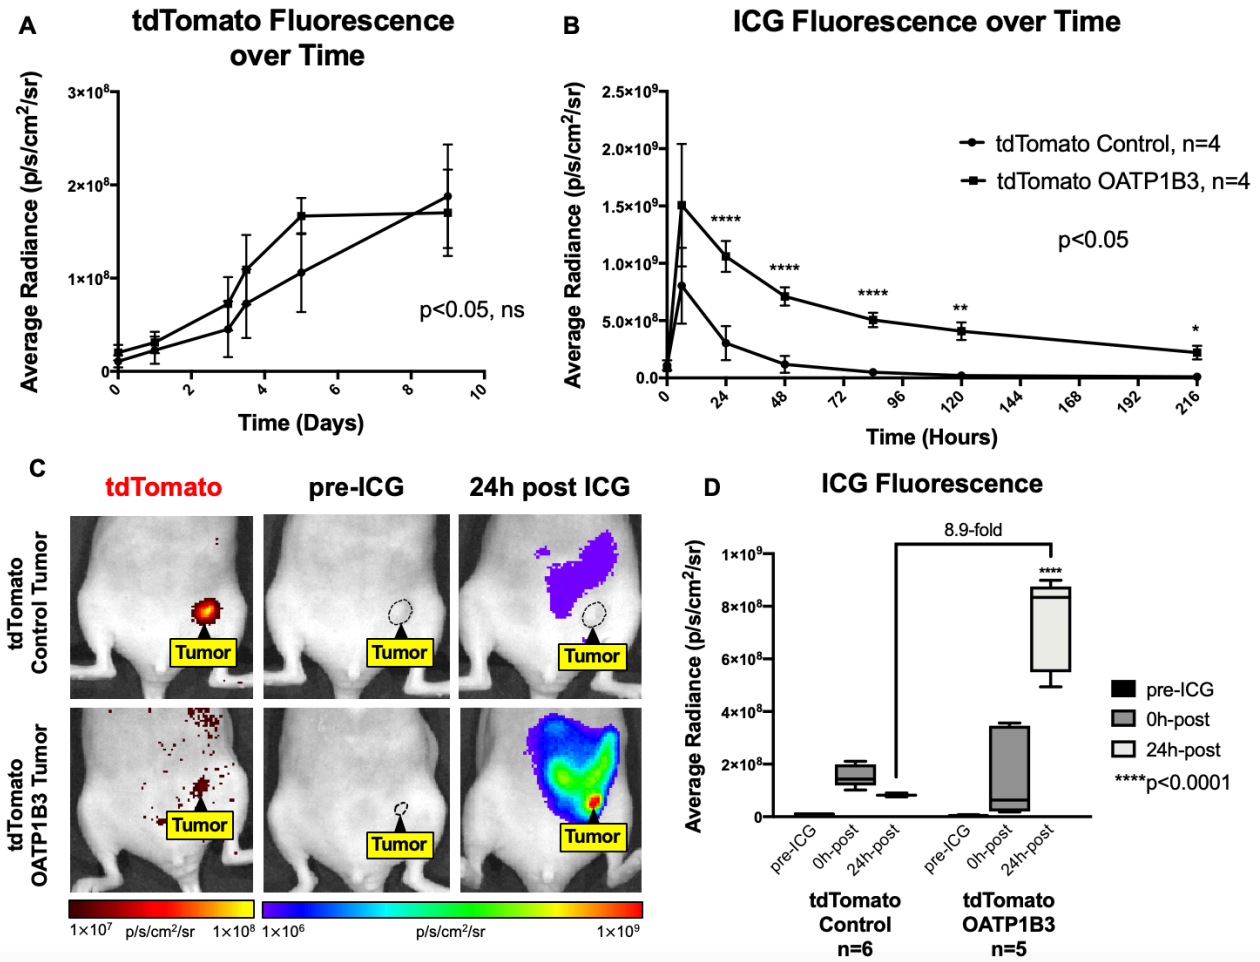 A
tdTomato Fluorescence
over Time
Average Radiance (p/s/cm²/sr)
3×10⁸
2×10⁸
1×10⁸
0
0
2
4
6
8
10
p<0.05, ns
Time (Days)
B
ICG Fluorescence over Time
Average Radiance (p/s/cm²/sr)
2.5×10⁹
2.0×10⁹
1.5×10⁹
1.0×10⁹
5.0×10⁸
0.0
0
24
48
72
96
120
144
168
192
216
****
****
****
**
*
tdTomato Control, n=4
tdTomato OATP1B3, n=4
p<0.05
Time (Hours)
C
tdTomato
pre-ICG
24h post ICG
tdTomato
Control Tumor
Tumor
Tumor
Tumor
tdTomato
OATP1B3 Tumor
Tumor
Tumor
Tumor
1×10⁷
p/s/cm²/sr
1×10⁸
1×10⁶
p/s/cm²/sr
1×10⁹
D
ICG Fluorescence
Average Radiance (p/s/cm²/sr)
8.9-fold
****
1×10⁹
8×10⁸
6×10⁸
4×10⁸
2×10⁸
0
pre-ICG
0h-post
24h-post
pre-ICG
0h-post
24h-post
tdTomato
Control
n=6
tdTomato
OATP1B3
n=5
pre-ICG
0h-post
24h-post
****p<0.0001